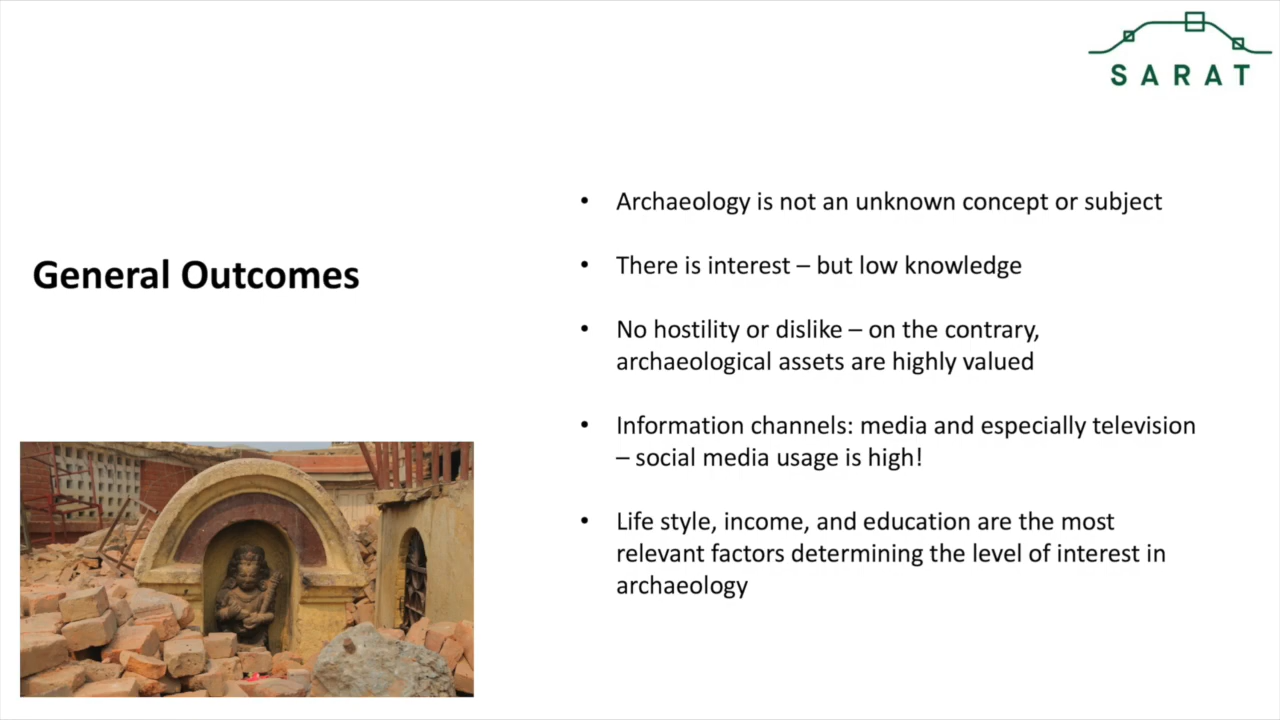 SARAT
General Outcomes
• Archaeology is not an unknown concept or subject
• There is interest – but low knowledge
• No hostility or dislike – on the contrary,
archaeological assets are highly valued
• Information channels: media and especially television
– social media usage is high!
• Life style, income, and education are the most
relevant factors determining the level of interest in
archaeology